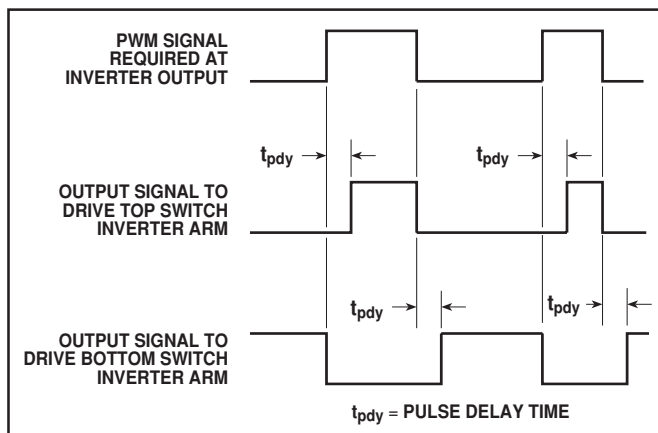 PWM SIGNAL
REQUIRED AT
INVERTER OUTPUT
tpdy
tpdy
OUTPUT SIGNAL TO
DRIVE TOP SWITCH
INVERTER ARM
tpdy
tpdy
OUTPUT SIGNAL TO
DRIVE BOTTOM SWITCH
INVERTER ARM
tpdy = PULSE DELAY TIME